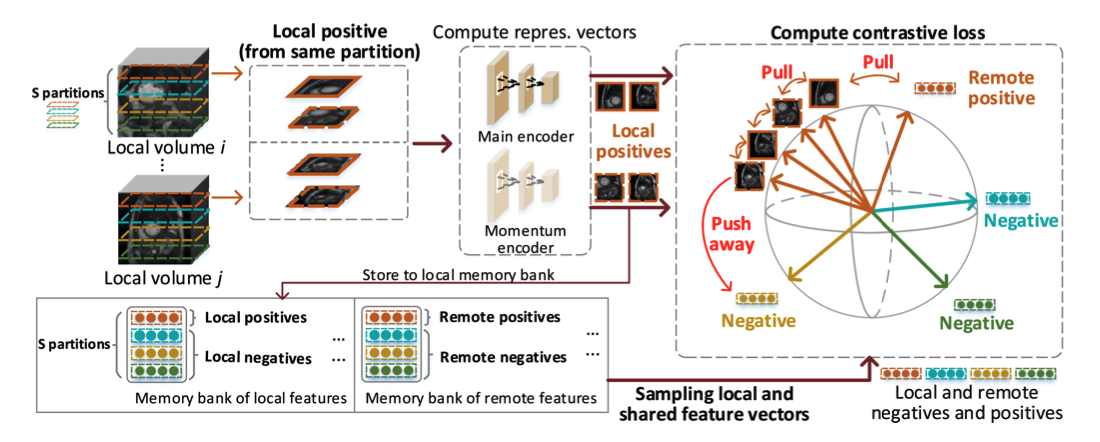 Local positive
(from same partition)
Compute repres. vectors
Compute contrastive loss
S partitions
Local volume i
...
Local volume j
Main encoder
Momentum
encoder
Local
positives
Pull
Pull
Remote
positive
Push
away
Negative
Negative
Negative
Store to local memory bank
S partitions
Local positives
...
Local negatives
...
Memory bank of local features
Remote positives
...
Remote negatives
...
Memory bank of remote features
Sampling local and
shared feature vectors
Local and remote
negatives and positives